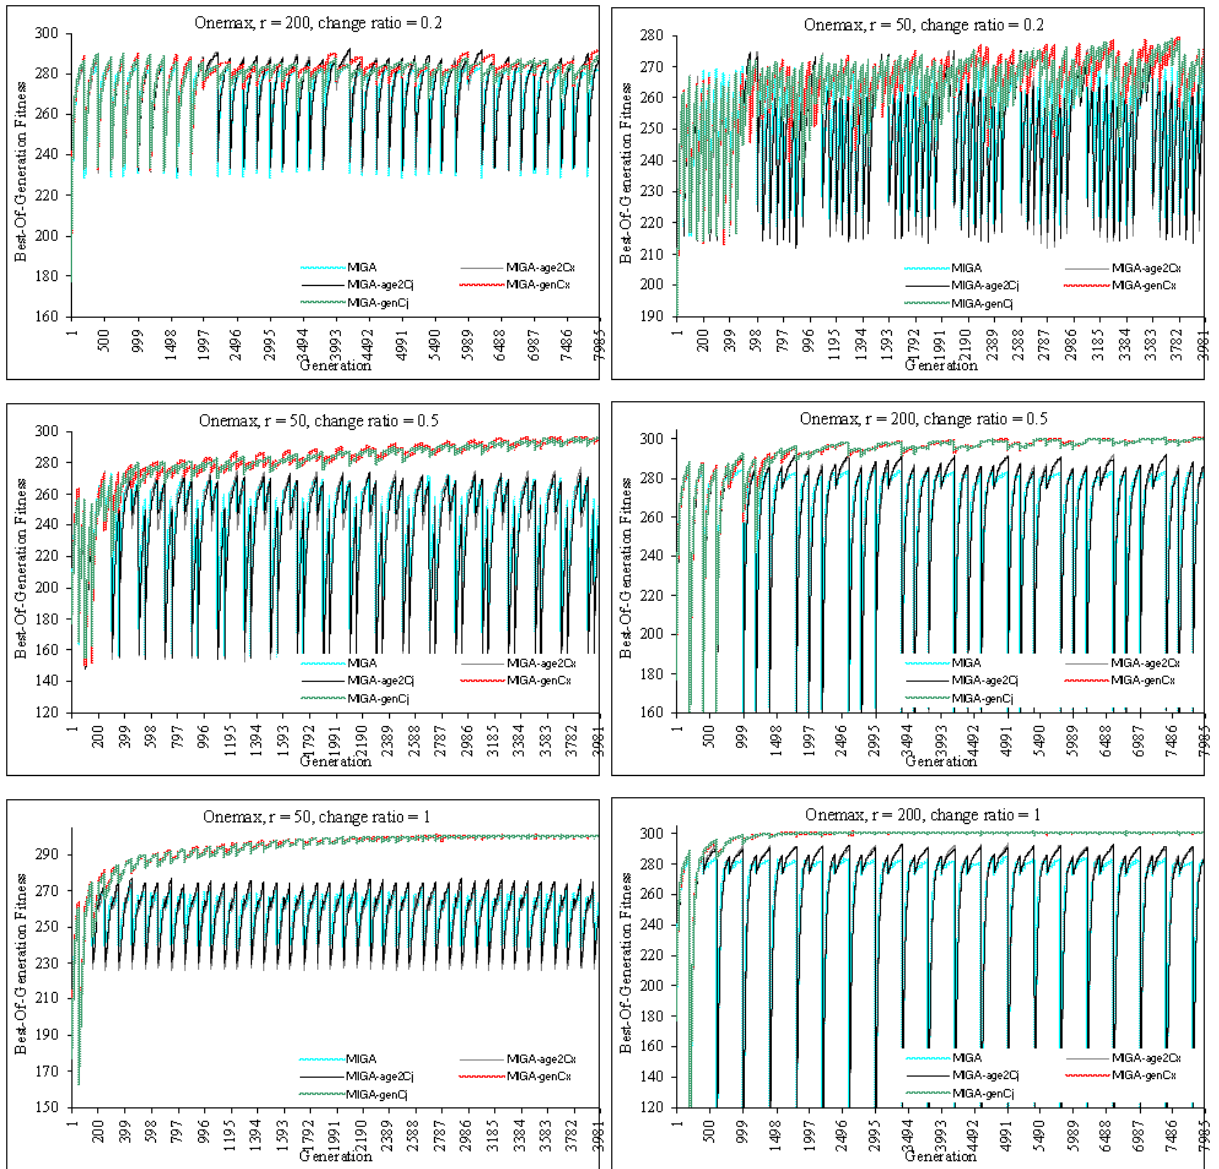 Onemax, r = 200, change ratio = 0.2
Best-Of-Generation Fitness
300
280
260
240
220
200
180
160
MIGA
MIGA-age2Cx
MIGA-age2Cj
MIGA-genCx
MIGA-genCj
1 500 999 1498 1997 2496 2995 3494 3993 4492 4991 5490 5989 6488 6987 7486 7985
Generation
Onemax, r = 50, change ratio = 0.2
Best-Of-Generation Fitness
280
270
260
250
240
230
220
210
200
190
MIGA
MIGA-age2Cx
MIGA-age2Cj
MIGA-genCx
MIGA-genCj
1 200 399 598 797 996 1195 1394 1593 1792 1991 2190 2389 2588 2787 2986 3185 3384 3583 3782 3981
Generation
Onemax, r = 50, change ratio = 0.5
Best-Of-Generation Fitness
300
280
260
240
220
200
180
160
140
120
MIGA
MIGA-age2Cx
MIGA-age2Cj
MIGA-genCx
MIGA-genCj
1 200 399 598 797 996 1195 1394 1593 1792 1991 2190 2389 2588 2787 2986 3185 3384 3583 3782 3981
Generation
Onemax, r = 200, change ratio = 0.5
Best-Of-Generation Fitness
300
280
260
240
220
200
180
160
MIGA
MIGA-age2Cx
MIGA-age2Cj
MIGA-genCx
MIGA-genCj
1 500 999 1498 1997 2496 2995 3494 3993 4492 4991 5490 5989 6488 6987 7486 7985
Generation
Onemax, r = 50, change ratio = 1
Best-Of-Generation Fitness
290
270
250
230
210
190
170
150
MIGA
MIGA-age2Cx
MIGA-age2Cj
MIGA-genCx
MIGA-genCj
1 200 399 598 797 996 1195 1394 1593 1792 1991 2190 2389 2588 2787 2986 3185 3384 3583 3782 3981
Generation
Onemax, r = 200, change ratio = 1
Best-Of-Generation Fitness
300
280
260
240
220
200
180
160
140
120
MIGA
MIGA-age2Cx
MIGA-age2Cj
MIGA-genCx
MIGA-genCj
1 500 999 1498 1997 2496 2995 3494 3993 4492 4991 5490 5989 6488 6987 7486 7985
Generation